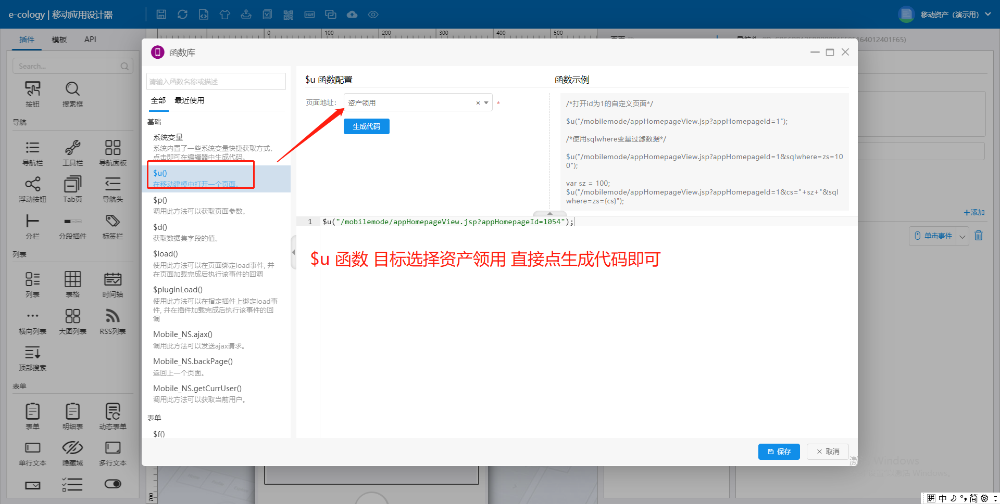 e-cology | 移动应用设计器
移动资产（演示用）
插件 模板 API
Search...
按钮 搜索框
导航
导航栏 工具栏 导航面板
浮动按钮 Tab页 导航头
分栏 分段插件 标签栏
列表
列表 表格 时间轴
横向列表 大图列表 RSS列表
顶部搜索
表单
表单 明细表 动态表单
单行文本 隐藏域 多行文本
0 100 200 300 400 500
700
函数库
请输入函数名称或描述
全部 最近使用
基础
系统变量
系统内置了一些系统变量快捷获取方式，
点击即可在编辑器中生成代码。
$u()
在移动建模中打开一个页面。
$p()
调用此方法可以获取页面参数。
$d()
获取数据集字段的值。
$load()
使用此方法可以在页面绑定load事件, 并
在页面加载完成后执行该事件的回调
$pluginLoad()
使用此方法可以在指定插件上绑定load事
件, 并在插件加载完成后执行该事件的回
调
Mobile_NS.ajax()
调用此方法可以发送ajax请求。
Mobile_NS.backPage()
返回上一个页面。
Mobile_NS.getCurrUser()
调用此方法可以获取当前用户。
表单
$f()
$u 函数配置
页面地址： 资产领用 × *
生成代码
函数示例
/*打开id为1的自定义页面*/
$u("/mobilemode/appHomepageView.jsp?appHomepageId=1");
/*使用sqlwhere变量过滤数据*/
$u("/mobilemode/appHomepageView.jsp?appHomepageId=1&sqlwhere=zs=10
0");
var sz = 100;
$u("/mobilemode/appHomepageView.jsp?appHomepageId=1&cs="+sz+"&sql
where=zs={cs}");
1 $u("/mobilemode/appHomepageView.jsp?appHomepageId=1054");
$u 函数 目标选择资产领用 直接点生成代码即可
保存 × 取消
164012401F65)
+添加
单击事件
Windows
拼 中 简